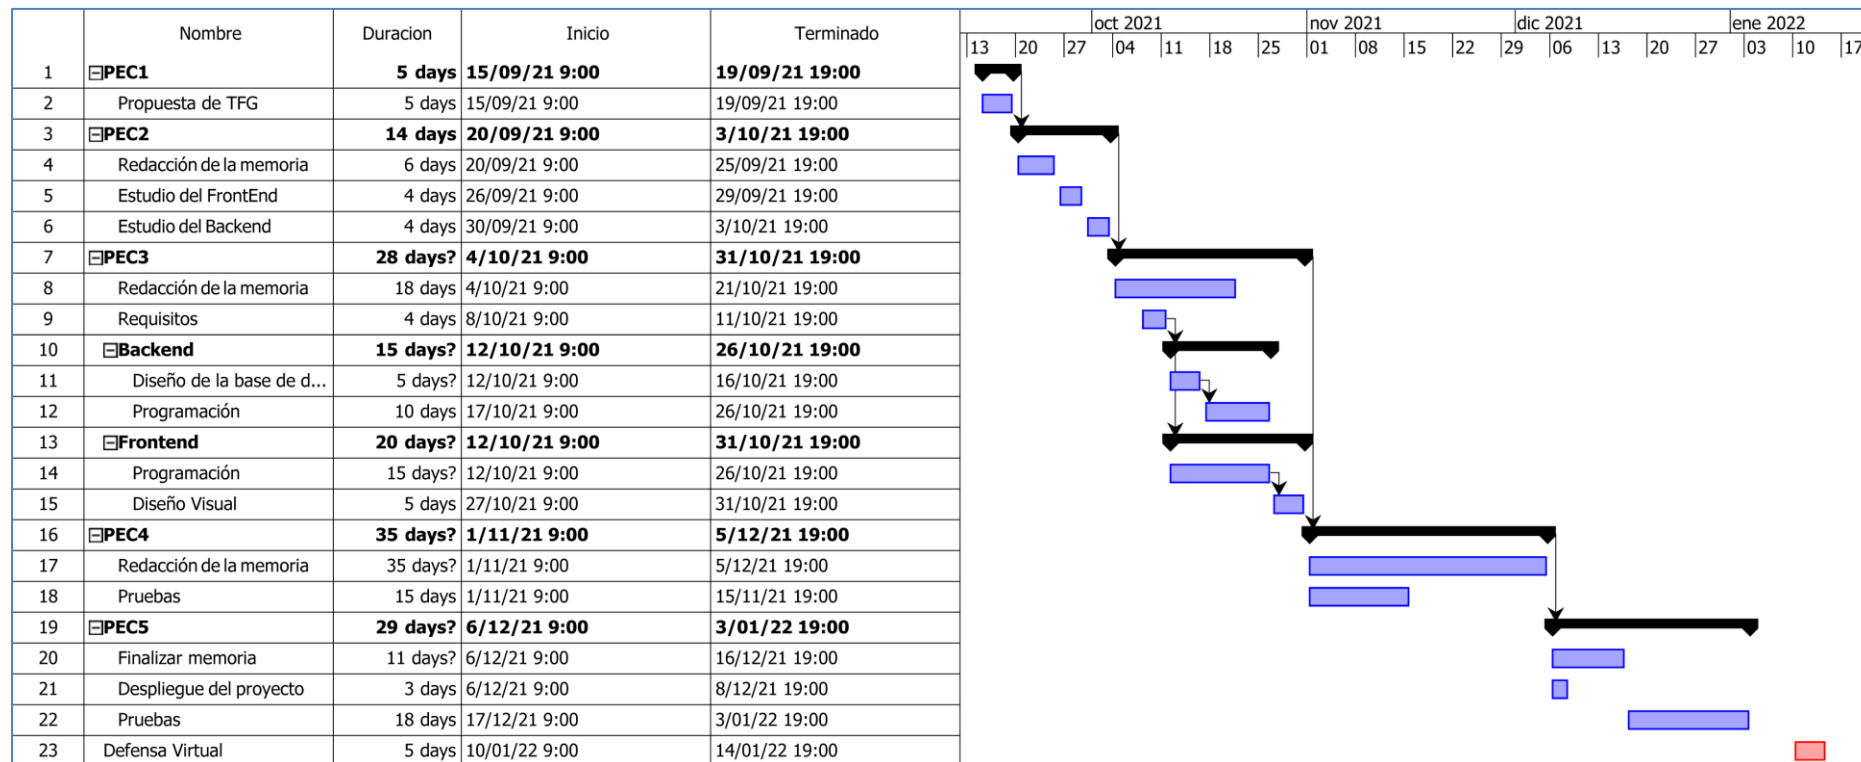 Nombre Duracion Inicio Terminado
oct 2021 nov 2021 dic 2021 ene 2022
13 20 27 04 11 18 25 01 08 15 22 29 06 13 20 27 03 10 17
1 PEC1 5 days 15/09/21 9:00 19/09/21 19:00
2 Propuesta de TFG 5 days 15/09/21 9:00 19/09/21 19:00
3 PEC2 14 days 20/09/21 9:00 3/10/21 19:00
4 Redacción de la memoria 6 days 20/09/21 9:00 25/09/21 19:00
5 Estudio del FrontEnd 4 days 26/09/21 9:00 29/09/21 19:00
6 Estudio del Backend 4 days 30/09/21 9:00 3/10/21 19:00
7 PEC3 28 days? 4/10/21 9:00 31/10/21 19:00
8 Redacción de la memoria 18 days 4/10/21 9:00 21/10/21 19:00
9 Requisitos 4 days 8/10/21 9:00 11/10/21 19:00
10 Backend 15 days? 12/10/21 9:00 26/10/21 19:00
11 Diseño de la base de d... 5 days? 12/10/21 9:00 16/10/21 19:00
12 Programación 10 days 17/10/21 9:00 26/10/21 19:00
13 Frontend 20 days? 12/10/21 9:00 31/10/21 19:00
14 Programación 15 days? 12/10/21 9:00 26/10/21 19:00
15 Diseño Visual 5 days 27/10/21 9:00 31/10/21 19:00
16 PEC4 35 days? 1/11/21 9:00 5/12/21 19:00
17 Redacción de la memoria 35 days? 1/11/21 9:00 5/12/21 19:00
18 Pruebas 15 days 1/11/21 9:00 15/11/21 19:00
19 PEC5 29 days? 6/12/21 9:00 3/01/22 19:00
20 Finalizar memoria 11 days? 6/12/21 9:00 16/12/21 19:00
21 Despliegue del proyecto 3 days 6/12/21 9:00 8/12/21 19:00
22 Pruebas 18 days 17/12/21 9:00 3/01/22 19:00
23 Defensa Virtual 5 days 10/01/22 9:00 14/01/22 19:00